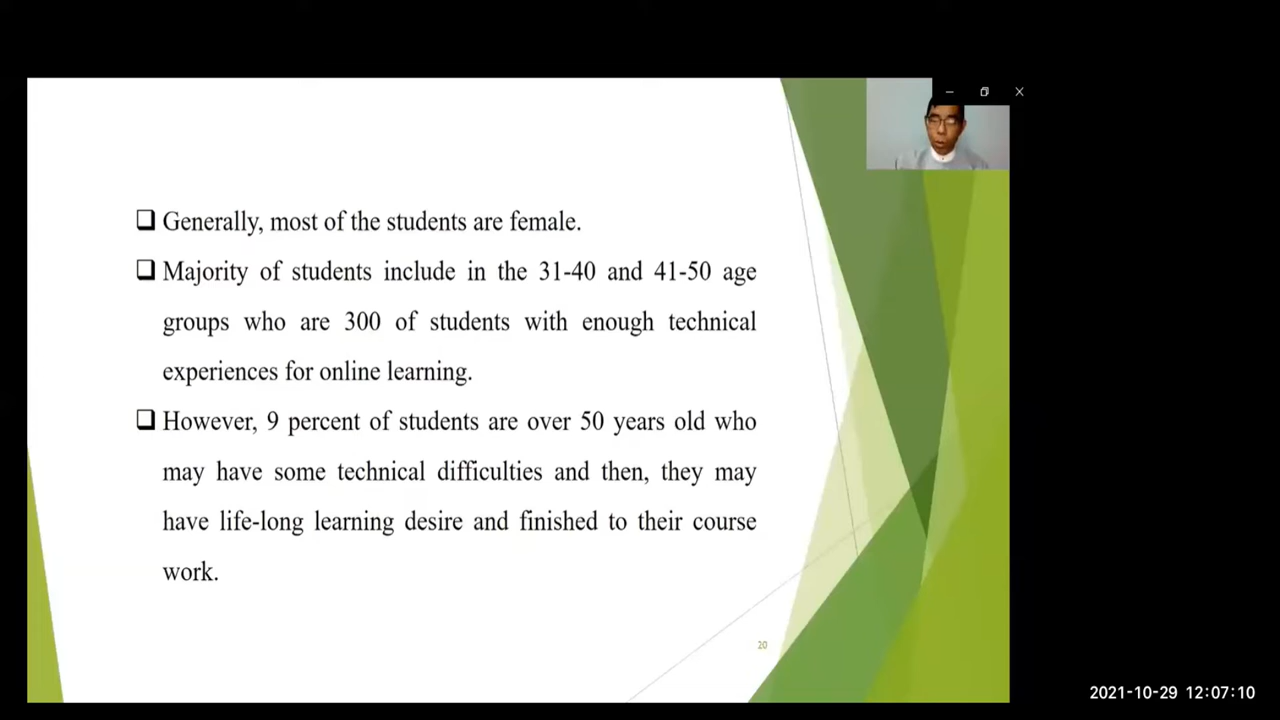 ❑ Generally, most of the students are female.
❑ Majority of students include in the 31-40 and 41-50 age
groups who are 300 of students with enough technical
experiences for online learning.
❑ However, 9 percent of students are over 50 years old who
may have some technical difficulties and then, they may
have life-long learning desire and finished to their course
work.
20
2021-10-29 12:07:10